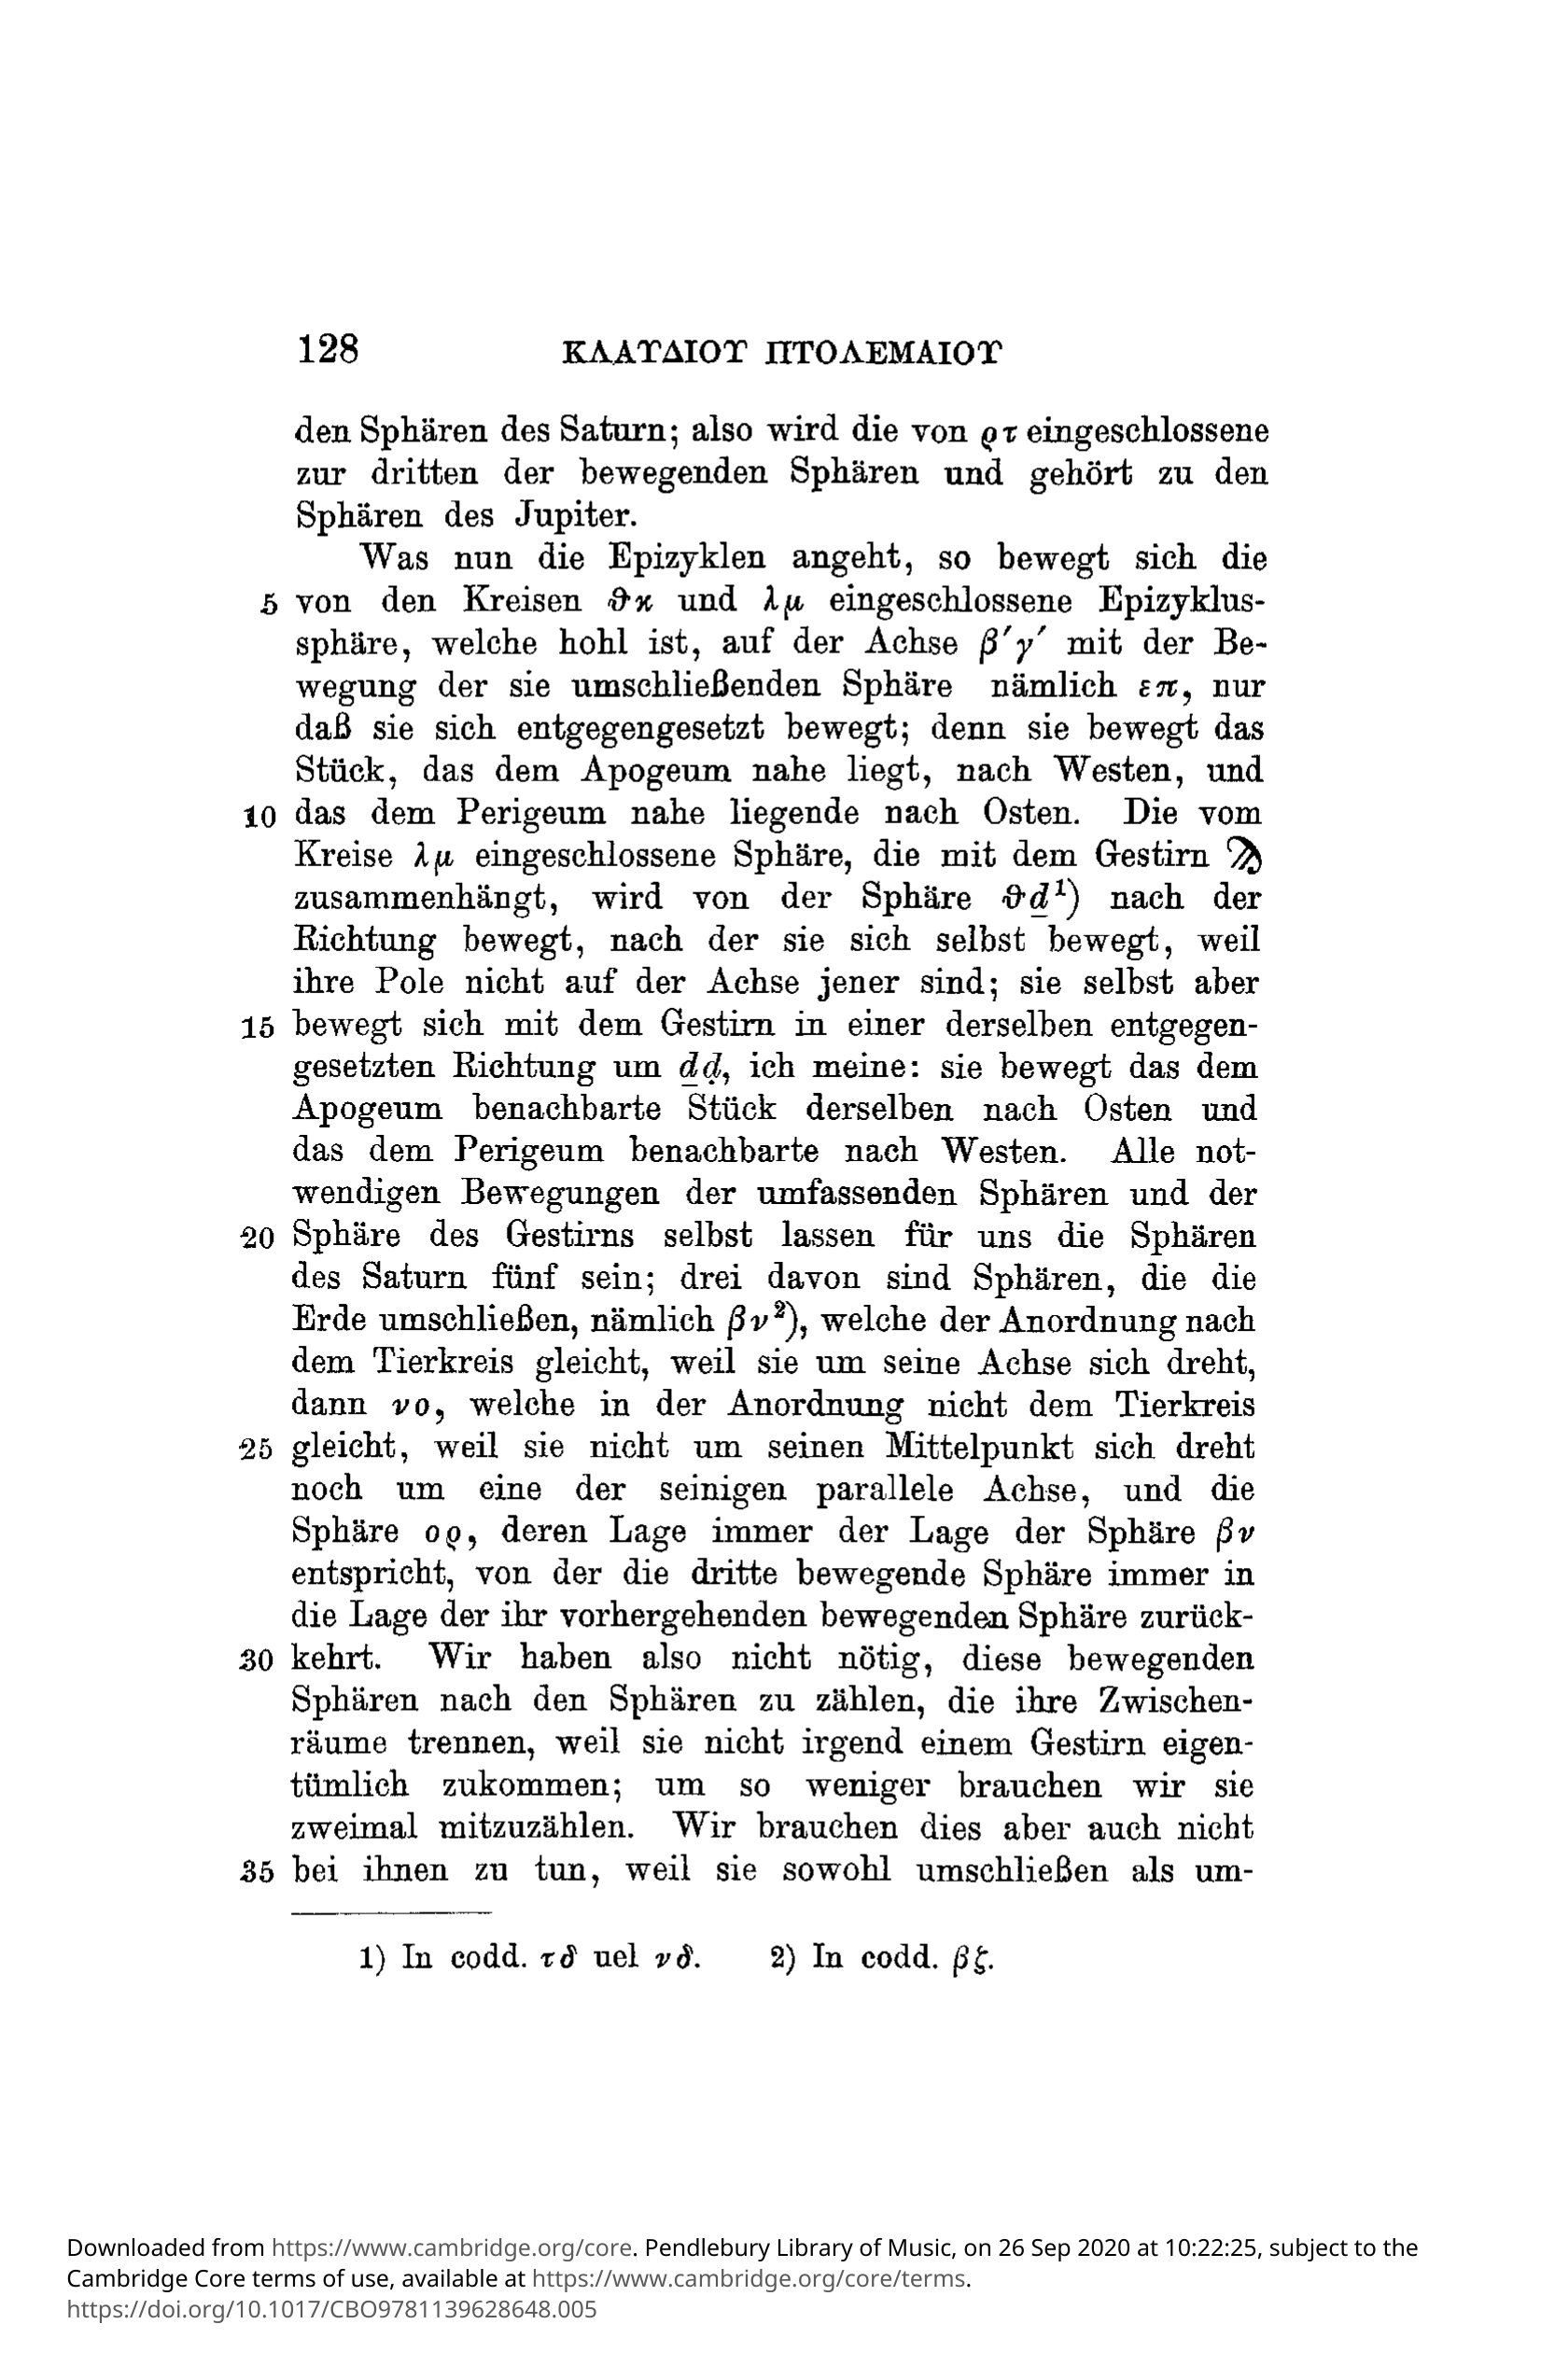 128 ΚΛΑΥΔΙΟΥ ΠΤΟΛΕΜΑΙΟΥ
den Sphären des Saturn; also wird die von ϱτ eingeschlossene
zur dritten der bewegenden Sphären und gehört zu den
Sphären des Jupiter.
Was nun die Epizyklen angeht, so bewegt sich die
5 von den Kreisen ϑϰ und λμ eingeschlossene Epizyklus-
sphäre, welche hohl ist, auf der Achse β′γ′ mit der Be-
wegung der sie umschließenden Sphäre nämlich επ, nur
daß sie sich entgegengesetzt bewegt; denn sie bewegt das
Stück, das dem Apogeum nahe liegt, nach Westen, und
10 das dem Perigeum nahe liegende nach Osten. Die vom
Kreise λμ eingeschlossene Sphäre, die mit dem Gestirn
zusammenhängt, wird von der Sphäre ϑd̲¹) nach der
Richtung bewegt, nach der sie sich selbst bewegt, weil
ihre Pole nicht auf der Achse jener sind; sie selbst aber
15 bewegt sich mit dem Gestirn in einer derselben entgegen-
gesetzten Richtung um d̲ḍ, ich meine: sie bewegt das dem
Apogeum benachbarte Stück derselben nach Osten und
das dem Perigeum benachbarte nach Westen. Alle not-
wendigen Bewegungen der umfassenden Sphären und der
20 Sphäre des Gestirns selbst lassen für uns die Sphären
des Saturn fünf sein; drei davon sind Sphären, die die
Erde umschließen, nämlich βν²), welche der Anordnung nach
dem Tierkreis gleicht, weil sie um seine Achse sich dreht,
dann νο, welche in der Anordnung nicht dem Tierkreis
25 gleicht, weil sie nicht um seinen Mittelpunkt sich dreht
noch um eine der seinigen parallele Achse, und die
Sphäre οϱ, deren Lage immer der Lage der Sphäre βν
entspricht, von der die dritte bewegende Sphäre immer in
die Lage der ihr vorhergehenden bewegenden Sphäre zurück-
30 kehrt. Wir haben also nicht nötig, diese bewegenden
Sphären nach den Sphären zu zählen, die ihre Zwischen-
räume trennen, weil sie nicht irgend einem Gestirn eigen-
tümlich zukommen; um so weniger brauchen wir sie
zweimal mitzuzählen. Wir brauchen dies aber auch nicht
35 bei ihnen zu tun, weil sie sowohl umschließen als um-
1) In codd. τδ uel νδ. 2) In codd. βζ.
Downloaded from https://www.cambridge.org/core. Pendlebury Library of Music, on 26 Sep 2020 at 10:22:25, subject to the
Cambridge Core terms of use, available at https://www.cambridge.org/core/terms.
https://doi.org/10.1017/CBO9781139628648.005